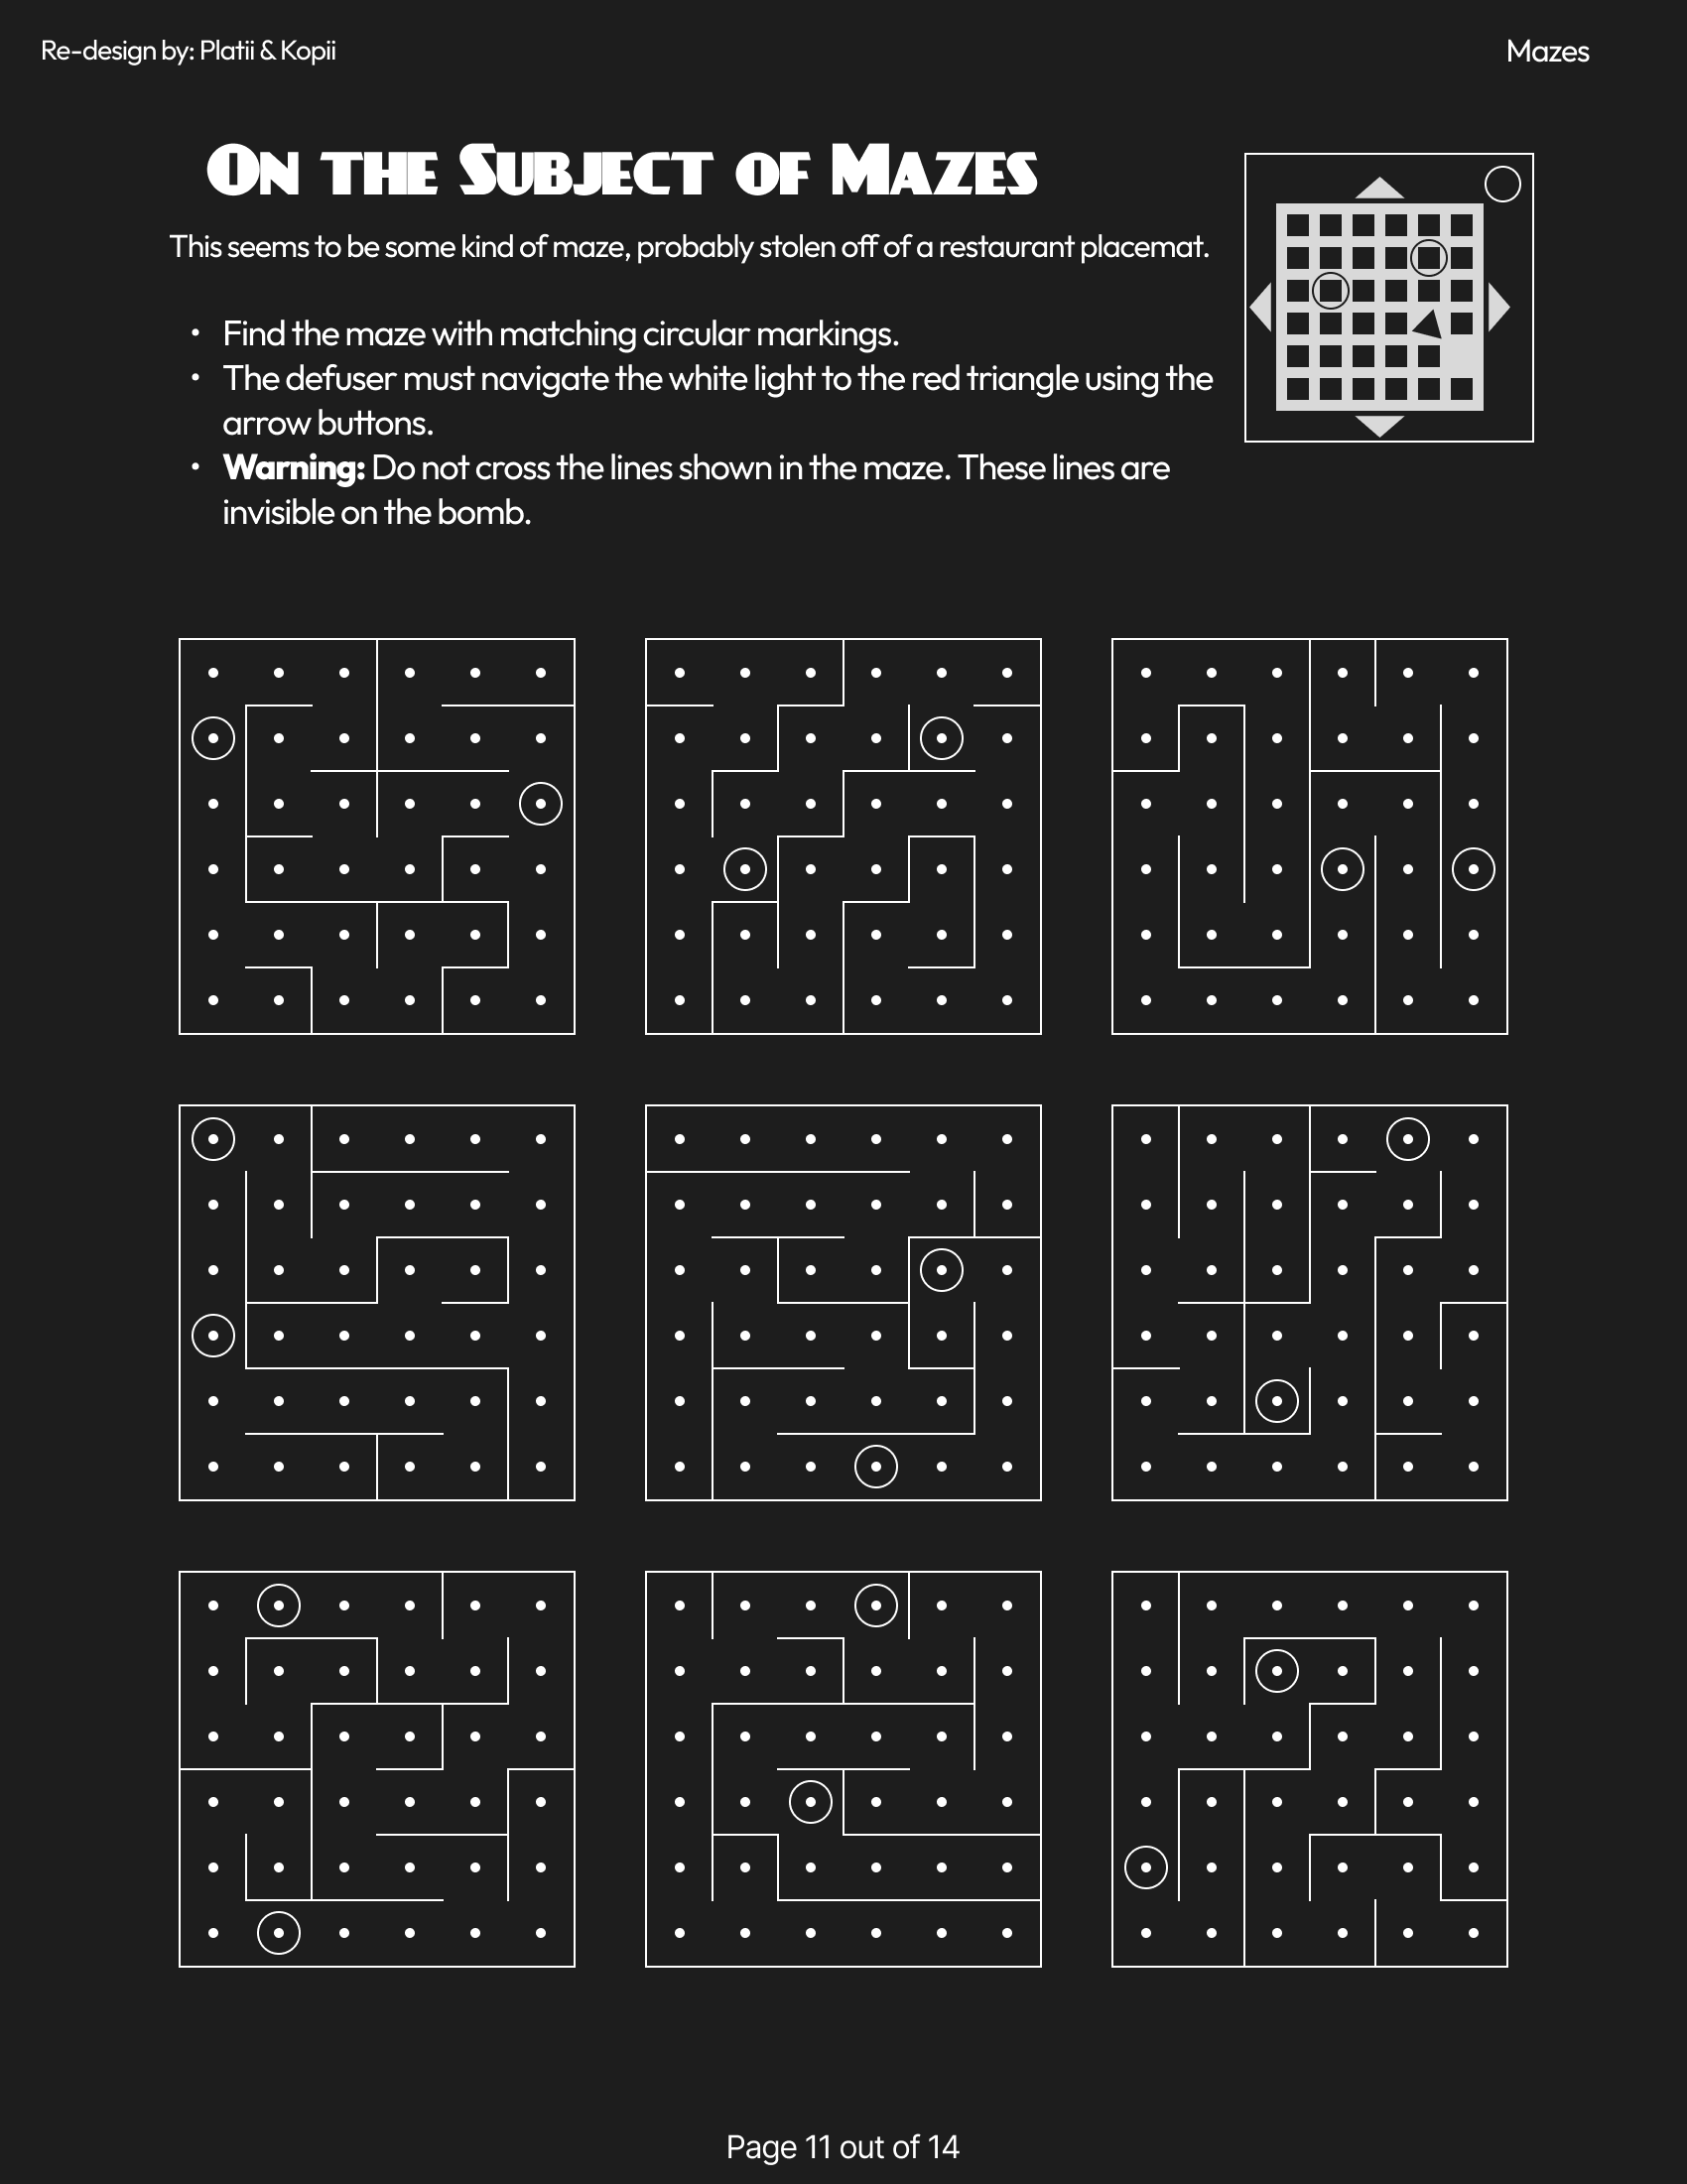 Re-design by: Platii & Kopii
Mazes
On the Subject of Mazes
This seems to be some kind of maze, probably stolen off of a restaurant placemat.
• Find the maze with matching circular markings.
• The defuser must navigate the white light to the red triangle using the
arrow buttons.
• Warning: Do not cross the lines shown in the maze. These lines are
invisible on the bomb.
Page 11 out of 14